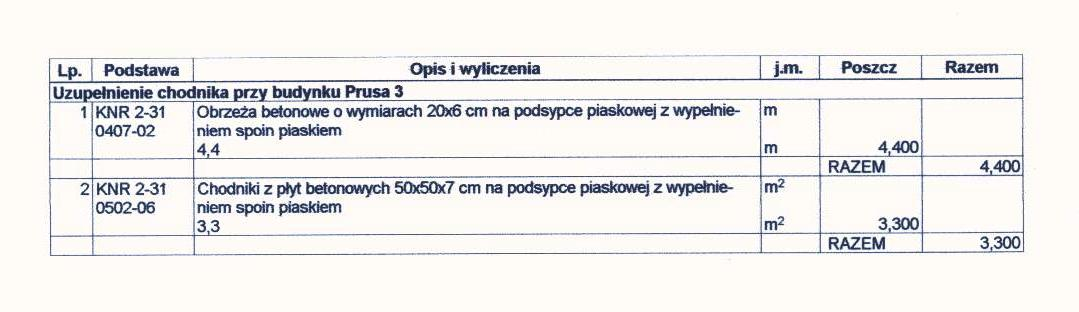 Lp. Podstawa Opis i wyliczenia j.m. Poszcz Razem
Uzupełnienie chodnika przy budynku Prusa 3
1 KNR 2-31 Obrzeża betonowe o wymiarach 20x6 cm na podsypce piaskowej z wypełnie- m
0407-02 niem spoin piaskiem
4,4 m 4,400
RAZEM 4,400
2 KNR 2-31 Chodniki z płyt betonowych 50x50x7 cm na podsypce piaskowej z wypełnie- m²
0502-06 niem spoin piaskiem
3,3 m² 3,300
RAZEM 3,300